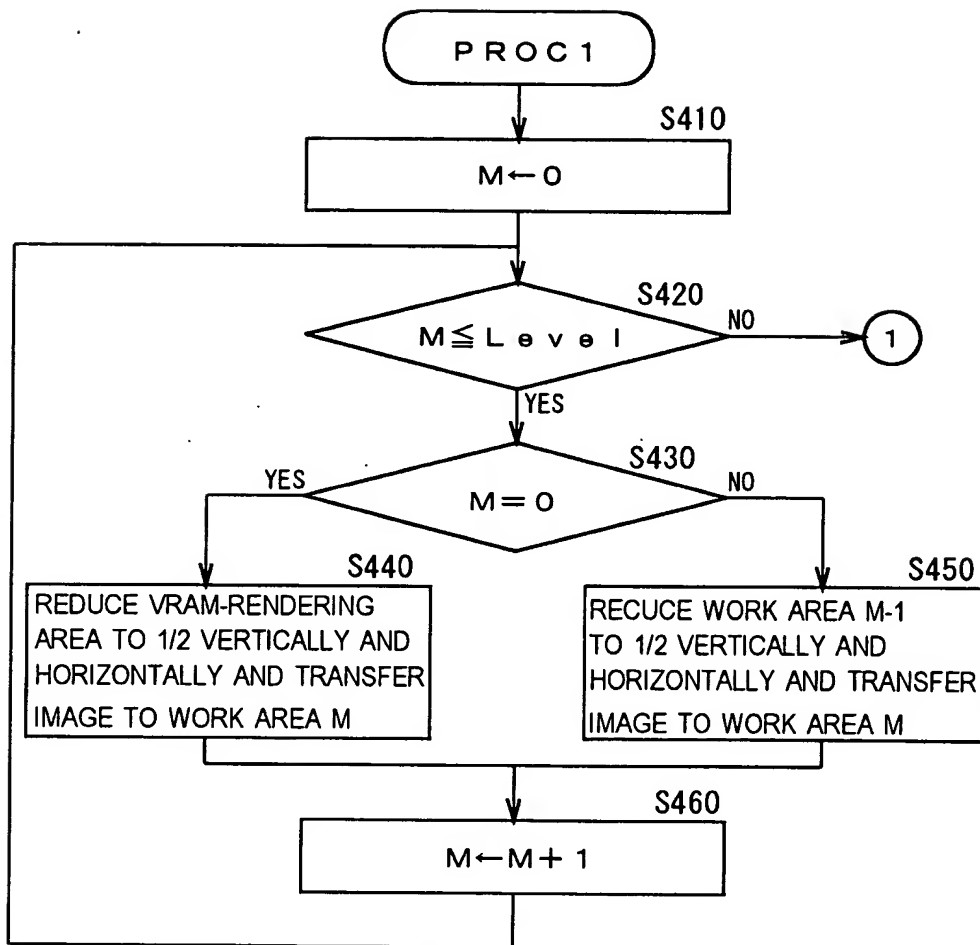 PROC1
S410
M←0
S420
M≦Level
NO
1
YES
S430
YES
NO
M=0
S440
REDUCE VRAM-RENDERING
AREA TO 1/2 VERTICALLY AND
HORIZONTALLY AND TRANSFER
IMAGE TO WORK AREA M
S450
RECUCE WORK AREA M-1
TO 1/2 VERTICALLY AND
HORIZONTALLY AND TRANSFER
IMAGE TO WORK AREA M
S460
M←M+1